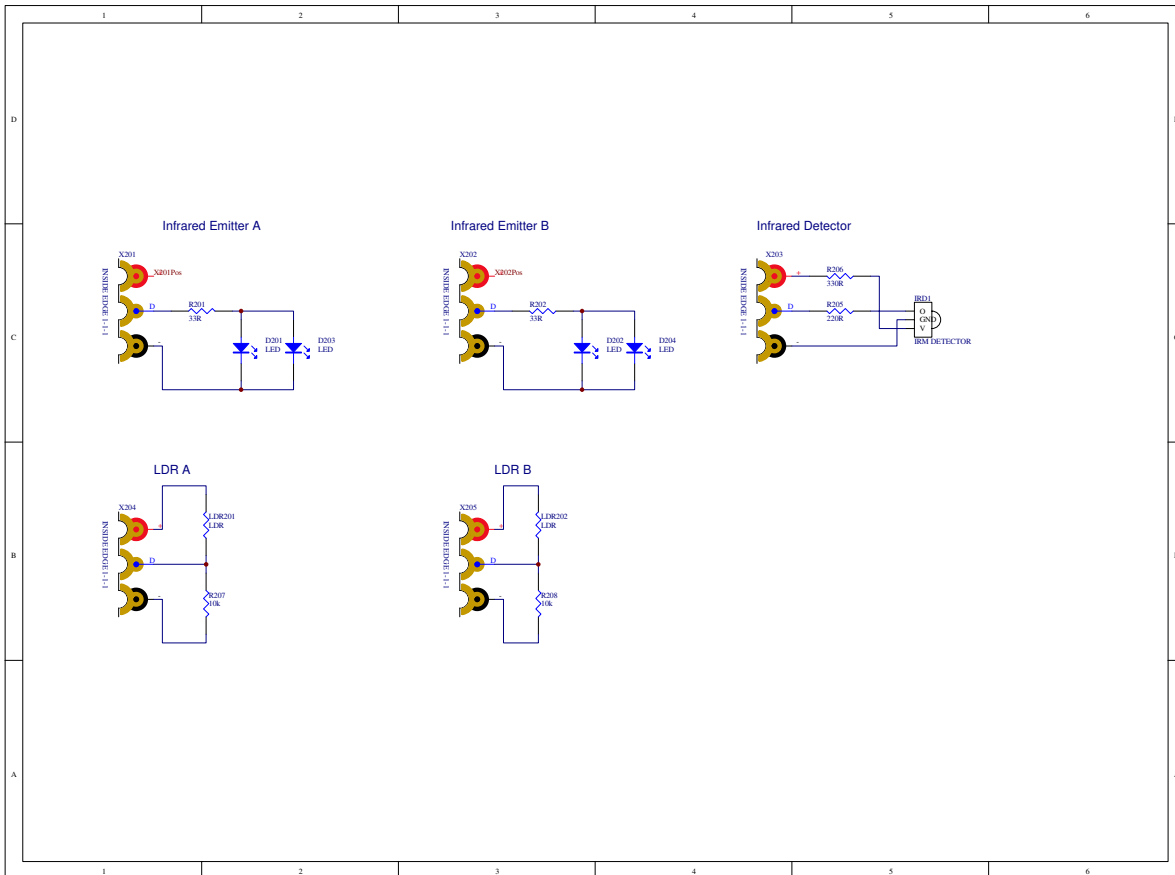 1 2 3 4 5 6
D
Infrared Emitter A
Infrared Emitter B
Infrared Detector
X201
X201Pos
INSIDE EDGE 1-1-1
D
R201
33R
-
D201
LED
D203
LED
X202
X202Pos
INSIDE EDGE 1-1-1
D
R202
33R
-
D202
LED
D204
LED
X203
+
INSIDE EDGE 1-1-1
R206
330R
D
R205
220R
-
IRD1
O
GND
V
IRM DETECTOR
C
LDR A
LDR B
X204
+
INSIDE EDGE 1-1-1
D
-
LDR201
LDR
R207
10k
X205
+
INSIDE EDGE 1-1-1
D
-
LDR202
LDR
R208
10k
B
A
1 2 3 4 5 6